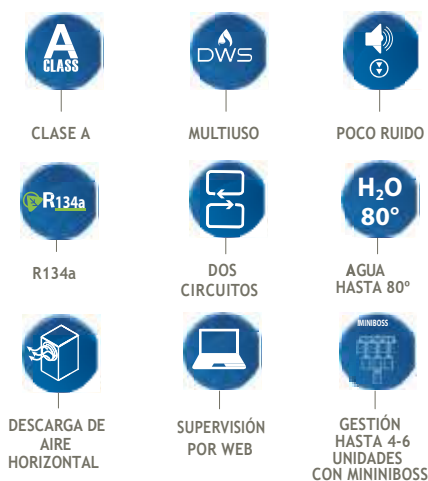 A
CLASS
CLASE A
DWS
MULTIUSO
POCO RUIDO
R134a
R134a
DOS
CIRCUITOS
H₂O
80°
AGUA
HASTA 80º
DESCARGA DE
AIRE
HORIZONTAL
SUPERVISIÓN
POR WEB
MINIBOSS
GESTIÓN
HASTA 4-6
UNIDADES
CON MININIBOSS